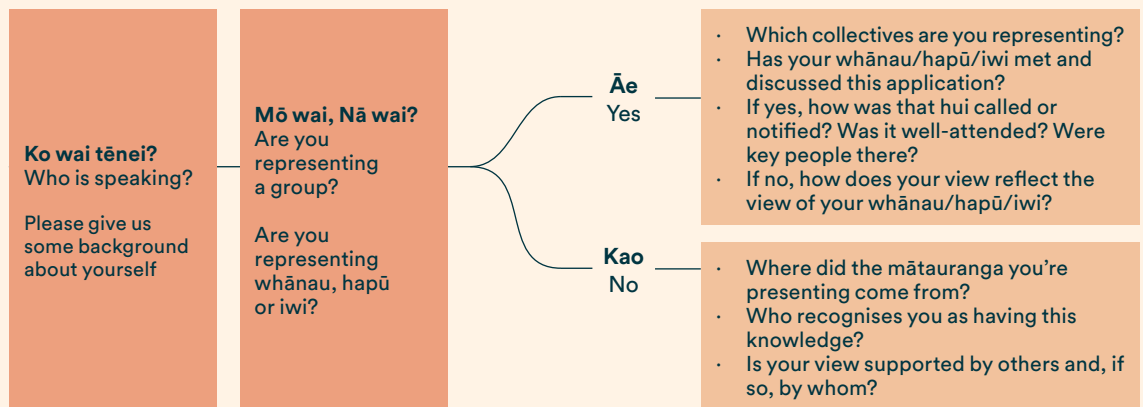 Ko wai tēnei?
Who is speaking?
Please give us
some background
about yourself
Mō wai, Nā wai?
Are you
representing
a group?
Are you
representing
whānau, hapū
or iwi?
Āe
Yes
· Which collectives are you representing?
· Has your whānau/hapū/iwi met and
discussed this application?
· If yes, how was that hui called or
notified? Was it well-attended? Were
key people there?
· If no, how does your view reflect the
view of your whānau/hapū/iwi?
Kao
No
· Where did the mātauranga you’re
presenting come from?
· Who recognises you as having this
knowledge?
· Is your view supported by others and, if
so, by whom?